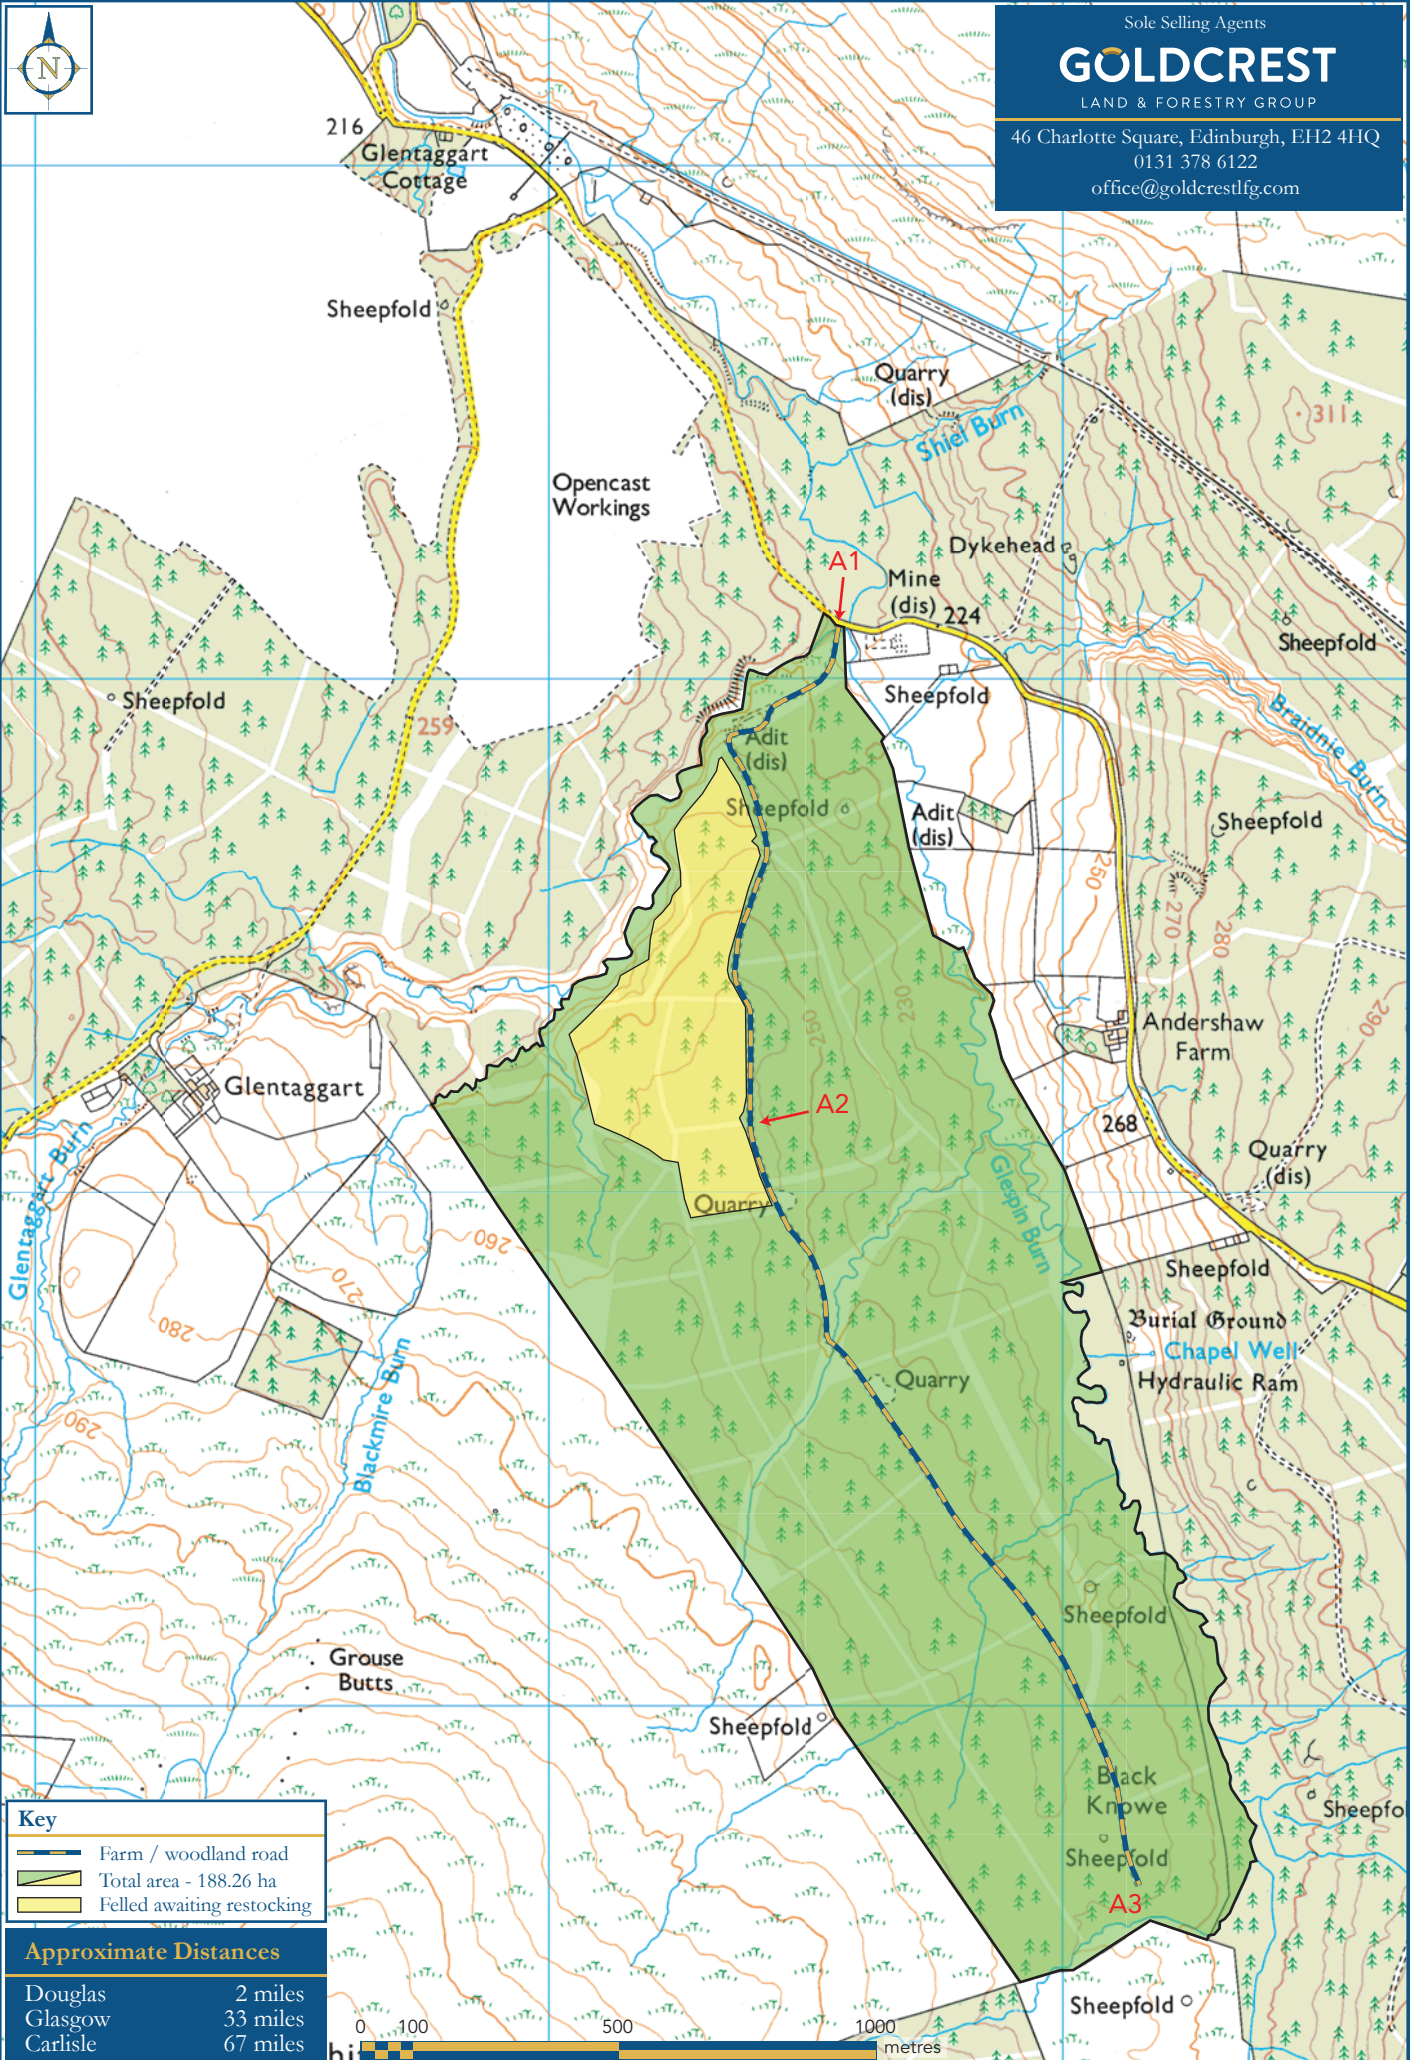 N
Sole Selling Agents
GOLDCREST
LAND & FORESTRY GROUP
46 Charlotte Square, Edinburgh, EH2 4HQ
0131 378 6122
office@goldcrestlfg.com
216
Glentaggart
Cottage
Sheepfold
Quarry
(dis)
311
Shiel Burn
Opencast
Workings
Dykehead
A1
Mine
(dis)
224
Sheepfold
Sheepfold
Sheepfold
259
Braidnie Burn
Adit
(dis)
Sheepfold
Adit
(dis)
Sheepfold
250
270
280
230
250
290
Andershaw
Farm
Glentaggart
A2
268
Glentaggart Burn
Quarry
(dis)
Glespin Burn
Quarry
260
270
280
Sheepfold
Burial Ground
Chapel Well
Hydraulic Ram
Quarry
Blackmire Burn
290
Sheepfold
Grouse
Butts
Sheepfold
Black
Knowe
Sheepfold
Sheepfo
A3
Sheepfold
Key
Farm / woodland road
Total area - 188.26 ha
Felled awaiting restocking
Approximate Distances
Douglas 2 miles
Glasgow 33 miles
Carlisle 67 miles
0 100 500 1000
metres